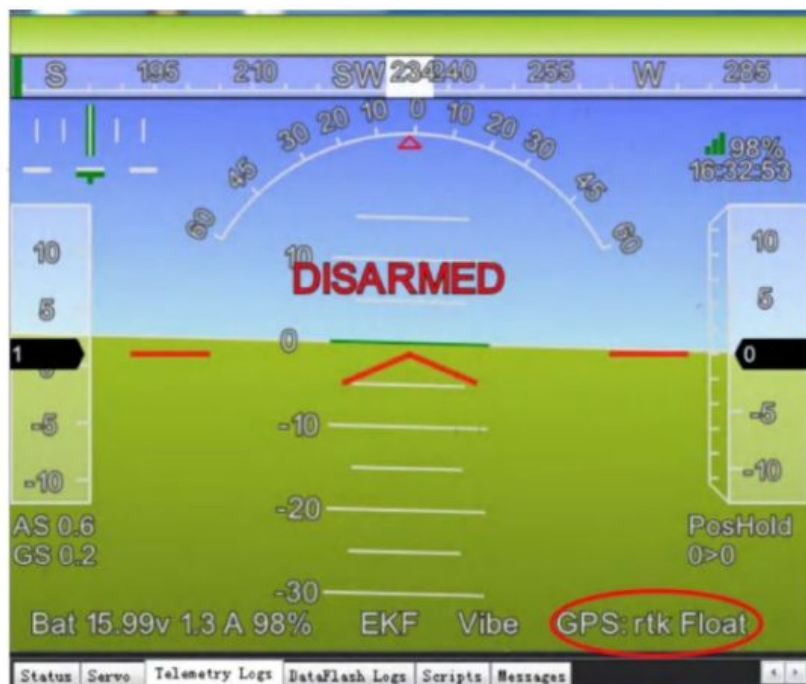 S 195 210 SW 234 240 255 W 285
60 45 30 20 10 0 10 20 30 45 60
98%
16:32:53
10
10
10
DISARMED
5
5
0
1
0
-5
-5
-10
-10
-10
-20
AS 0.6
PosHold
GS 0.2
0>0
-30
Bat 15.99v 1.3 A 98% EKF Vibe GPS: rtk Float
Status Servo Telemetry Logs DataFlash Logs Scripts Messages